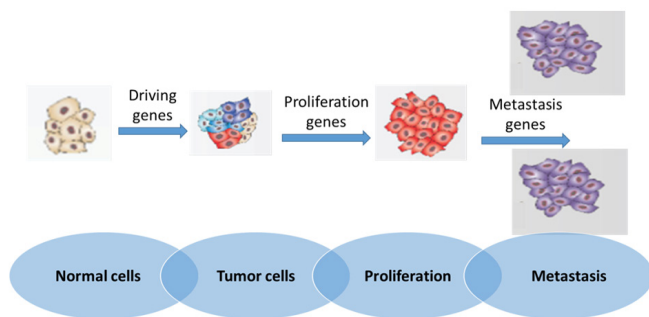 Driving
genes
Proliferation
genes
Metastasis
genes
Normal cells
Tumor cells
Proliferation
Metastasis